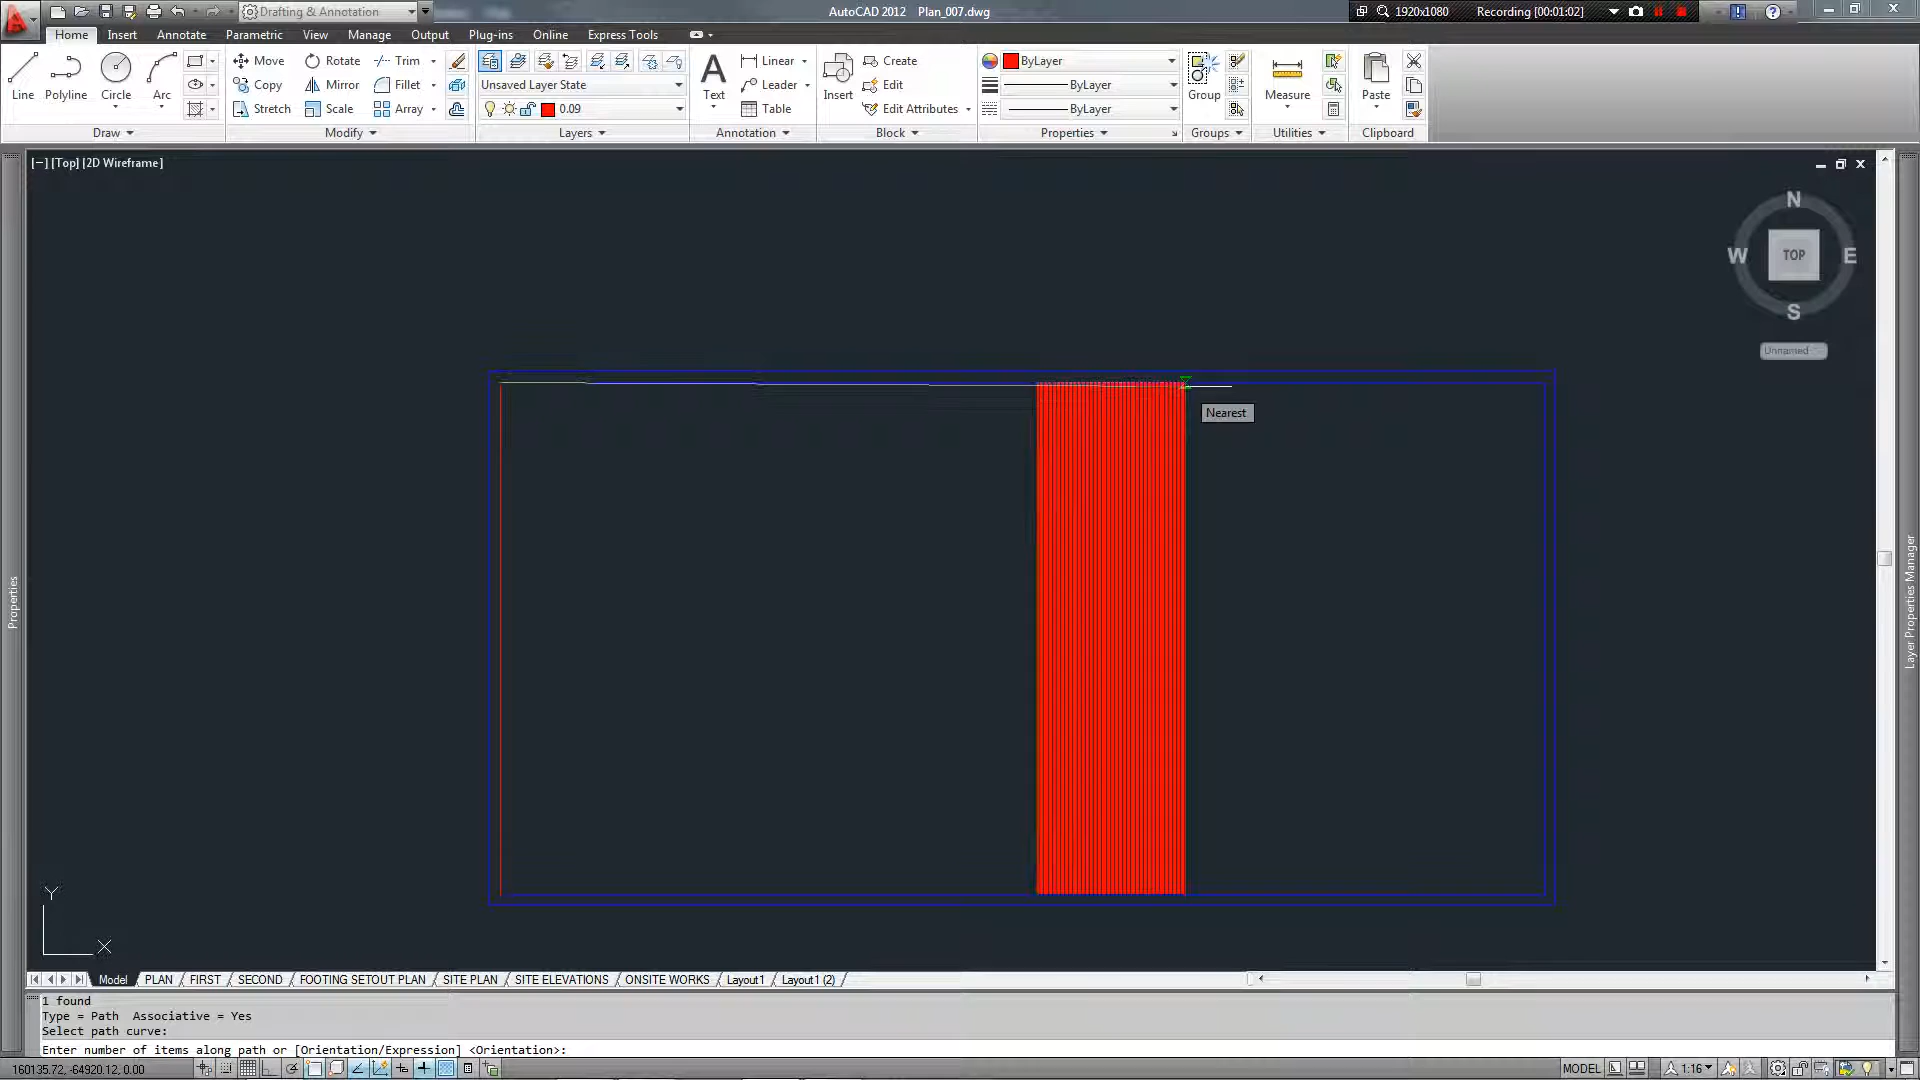 Drafting & Annotation
AutoCAD 2012 Plan_007.dwg
1920x1080
Recording [00:01:02]
Home Insert Annotate Parametric View Manage Output Plug-ins Online Express Tools
Move Rotate Trim
Copy Mirror Fillet
Stretch Scale Array
Line Polyline Circle Arc
Unsaved Layer State
0.09
Text
Linear
Leader
Table
Insert
Create
Edit
Edit Attributes
ByLayer
ByLayer
ByLayer
Group
Measure
Paste
Draw Modify Layers Annotation Block Properties Groups Utilities Clipboard
[−] [Top] [2D Wireframe]
N
W TOP E
S
Unnamed
Nearest
Properties
Layer Properties Manager
Y
X
Model PLAN FIRST SECOND FOOTING SETOUT PLAN SITE PLAN SITE ELEVATIONS ONSITE WORKS Layout1 Layout1 (2)
1 found
Type = Path Associative = Yes
Select path curve:
Enter number of items along path or [Orientation/Expression] <Orientation>:
160135.72, -64920.12, 0.00
MODEL
1:16